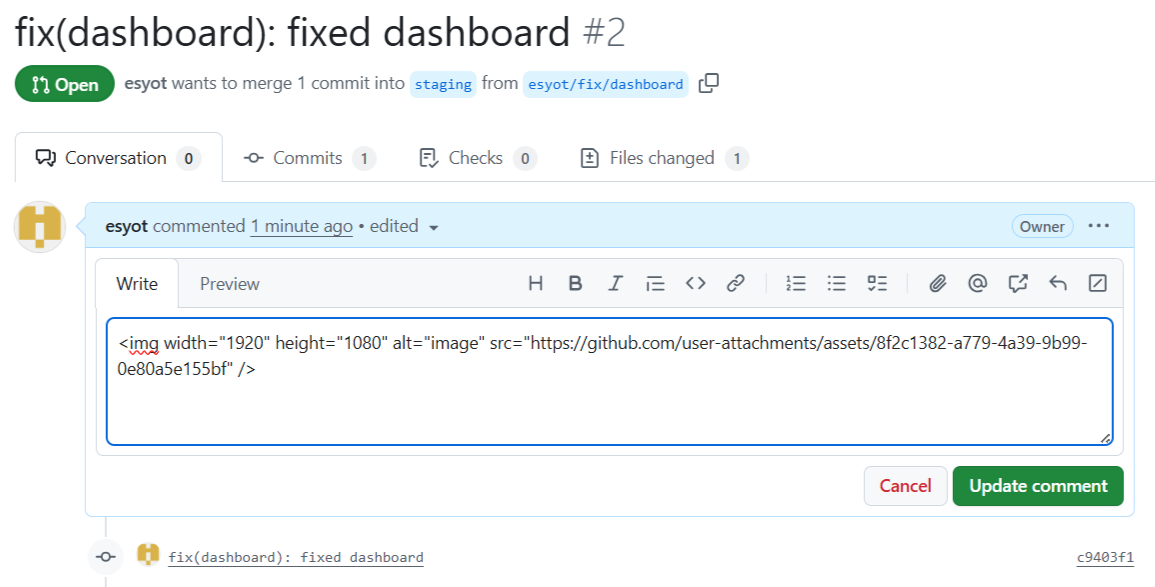 fix(dashboard): fixed dashboard #2
Open esyot wants to merge 1 commit into staging from esyot/fix/dashboard
Conversation 0 Commits 1 Checks 0 Files changed 1
esyot commented 1 minute ago • edited Owner
Write Preview
<img width="1920" height="1080" alt="image" src="https://github.com/user-attachments/assets/8f2c1382-a779-4a39-9b99-
0e80a5e155bf" />
Cancel Update comment
fix(dashboard): fixed dashboard c9403f1